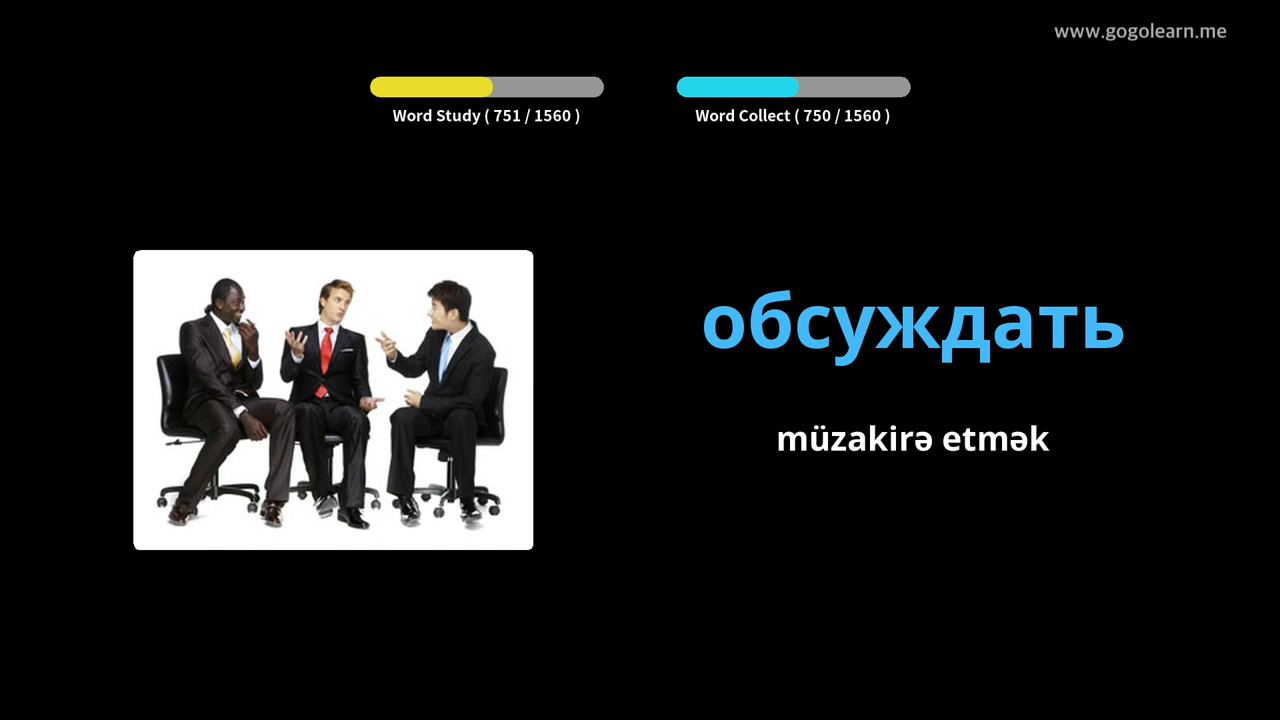 www.gogolearn.me
Word Study ( 751 / 1560 )
Word Collect ( 750 / 1560 )
обсуждать
müzakirə etmək